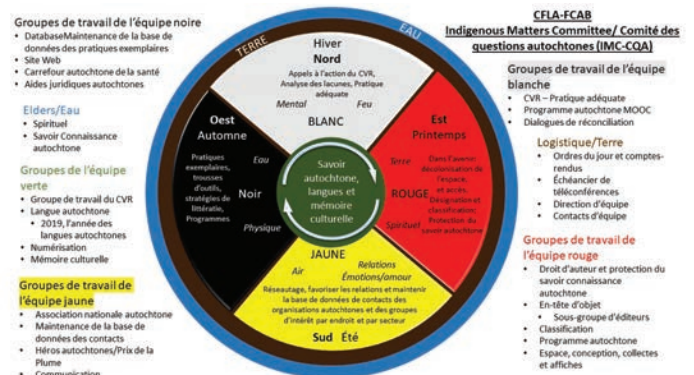 Groupes de travail de l'équipe noire
• DatabaseMaintenance de la base de
données des pratiques exemplaires
• Site Web
• Carrefour autochtone de la santé
• Aides juridiques autochtones
Elders/Eau
• Spirituel
• Savoir Connaissance
autochtone
Groupes de l'équipe
verte
• Groupe de travail du CVR
• Langue autochtone
• 2019, l'année des
langues autochtones
• Numérisation
• Mémoire culturelle
Groupes de travail de
l'équipe jaune
• Association nationale autochtone
• Maintenance de la base de
données des contacts
• Héros autochtones/Prix de la
Plume
• Communication
TERRE
EAU
Hiver
Nord
Appels à l'action du CVR,
Analyse des lacunes, Pratique
adéquate
Mental
Feu
BLANC
Oest
Automne
Pratiques
exemplaires,
trousses
d'outils,
stratégies de
littératie,
Programmes
Eau
Noir
Physique
Savoir
autochtone,
langues et
mémoire
culturelle
Est
Printemps
Terre
Dans l'avenir:
décolonisation de
l'espace,
et accès.
ROUGE
Désignation et
classification;
Protection du
savoir autochtone
Spirituel
JAUNE
Air
Relations
Émotions/amour
Réseautage, favoriser les relations et maintenir
la base de données de contacts des
organisations autochtones et des groupes
d'intérêt par endroit et par secteur
Sud Été
CFLA-FCAB
Indigenous Matters Committee/ Comité des
questions autochtones (IMC-CQA)
Groupes de travail de l'équipe
blanche
• CVR – Pratique adéquate
• Programme autochtone MOOC
• Dialogues de réconciliation
Logistique/Terre
• Ordres du jour et comptes-
rendus
• Échéancier de
téléconférences
• Direction d'équipe
• Contacts d'équipe
Groupes de travail de
l'équipe rouge
• Droit d'auteur et protection du
savoir connaissance
autochtone
• En-tête d'objet
• Sous-groupe d'éditeurs
• Classification
• Programme autochtone
• Espace, conception, collectes
et affiches